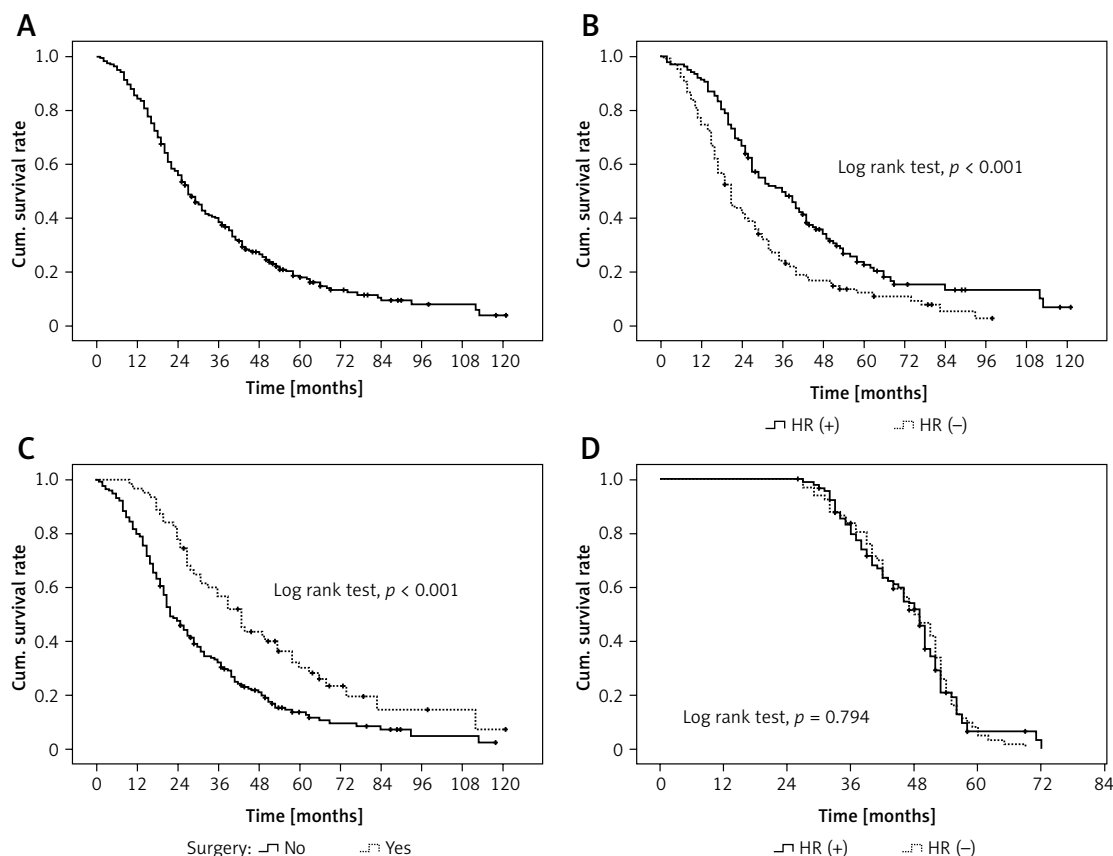 A
Cum. survival rate
1.0
0.8
0.6
0.4
0.2
0
0 12 24 36 48 60 72 84 96 108 120
Time [months]
B
Cum. survival rate
1.0
0.8
0.6
0.4
0.2
0
Log rank test, p < 0.001
0 12 24 36 48 60 72 84 96 108 120
Time [months]
HR (+) HR (–)
C
Cum. survival rate
1.0
0.8
0.6
0.4
0.2
0
Log rank test, p < 0.001
0 12 24 36 48 60 72 84 96 108 120
Time [months]
Surgery: No Yes
D
Cum. survival rate
1.0
0.8
0.6
0.4
0.2
0
Log rank test, p = 0.794
0 12 24 36 48 60 72 84
Time [months]
HR (+) HR (–)